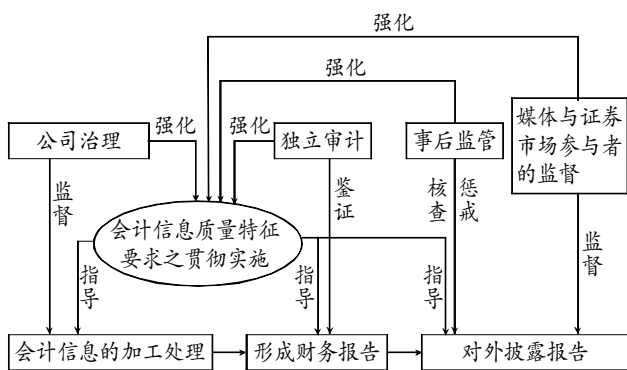 强化
强化
公司治理
强化
强化
独立审计
事后监管
媒体与证券
市场参与者
的监督
监督
鉴证
核查
惩戒
会计信息质量特征
要求之贯彻实施
监督
指导
指导
指导
会计信息的加工处理
形成财务报告
对外披露报告